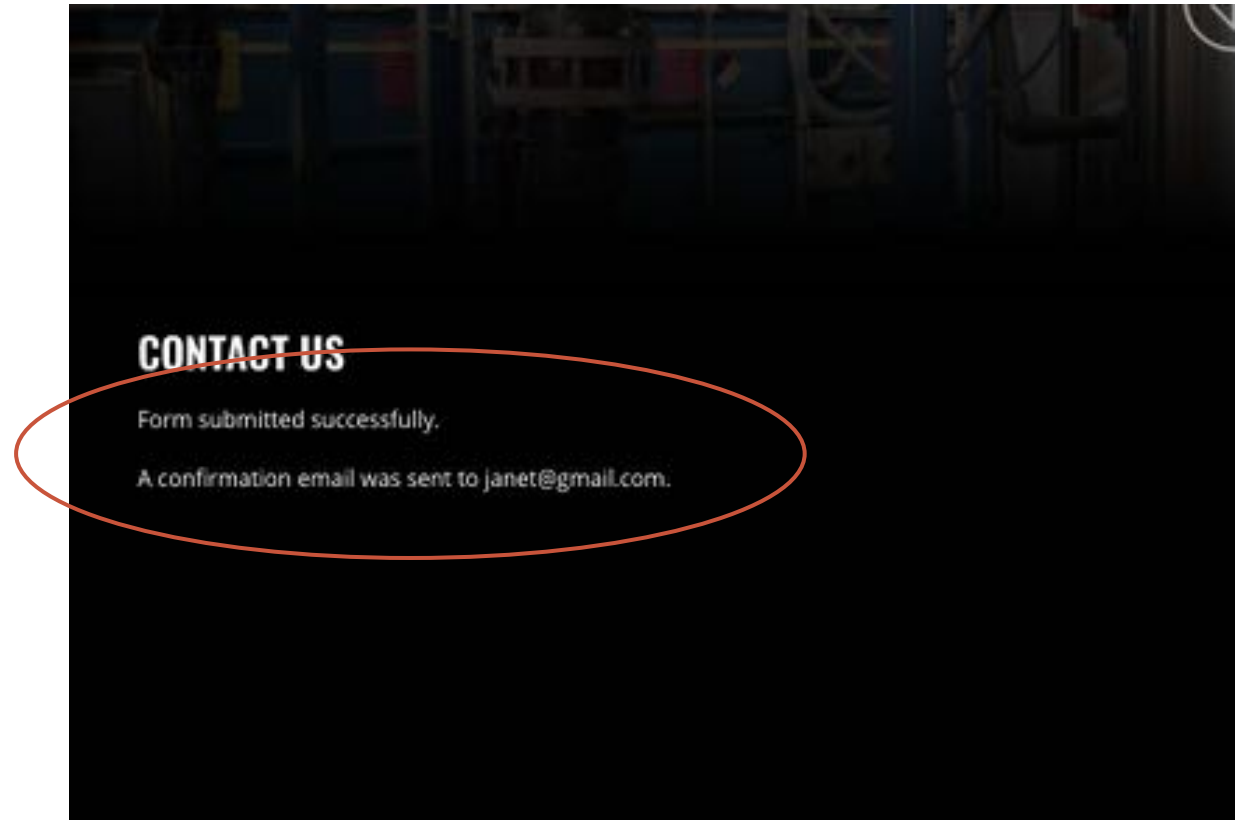 CONTACT US
Form submitted successfully.
A confirmation email was sent to janet@gmail.com.